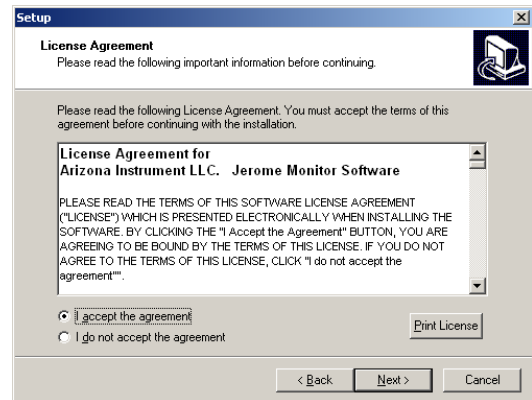 Setup
License Agreement
Please read the following important information before continuing.
Please read the following License Agreement. You must accept the terms of this
agreement before continuing with the installation.
License Agreement for
Arizona Instrument LLC. Jerome Monitor Software
PLEASE READ THE TERMS OF THIS SOFTWARE LICENSE AGREEMENT
("LICENSE") WHICH IS PRESENTED ELECTRONICALLY WHEN INSTALLING THE
SOFTWARE. BY CLICKING THE "I Accept the Agreement" BUTTON, YOU ARE
AGREEING TO BE BOUND BY THE TERMS OF THIS LICENSE. IF YOU DO NOT
AGREE TO THE TERMS OF THIS LICENSE, CLICK "I do not accept the
agreement"".
I accept the agreement
I do not accept the agreement
Print License
< Back
Next >
Cancel